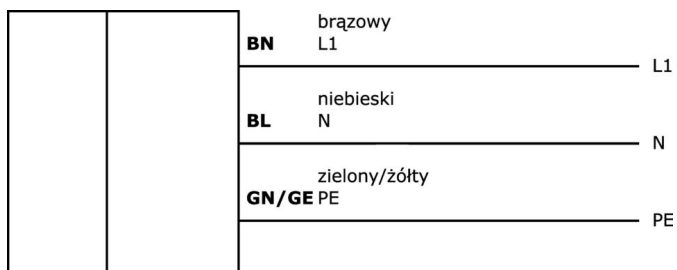 brązowy
BN L1
L1
niebieski
BL N
N
zielony/żółty
GN/GE PE
PE